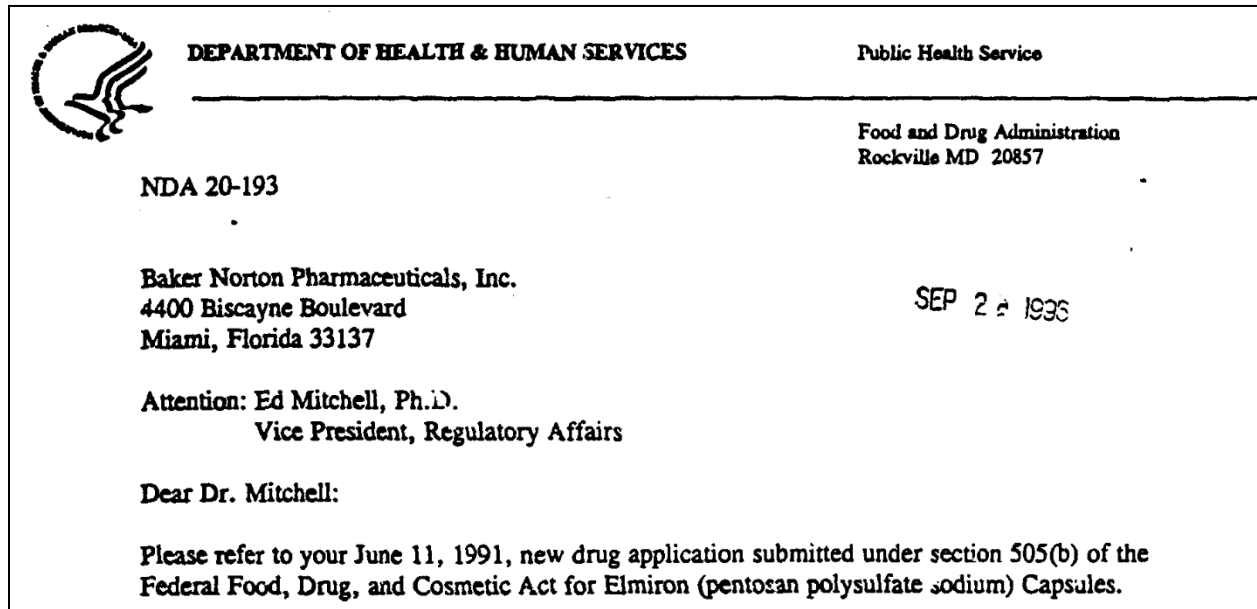 DEPARTMENT OF HEALTH & HUMAN SERVICES
Public Health Service
Food and Drug Administration
Rockville MD 20857
NDA 20-193
Baker Norton Pharmaceuticals, Inc.
4400 Biscayne Boulevard
Miami, Florida 33137
SEP
Attention: Ed Mitchell, Ph.D.
Vice President, Regulatory Affairs
Dear Dr. Mitchell:
Please refer to your June 11, 1991, new drug application submitted under section 505(b) of the
Federal Food, Drug, and Cosmetic Act for Elmiron (pentosan polysulfate sodium) Capsules.